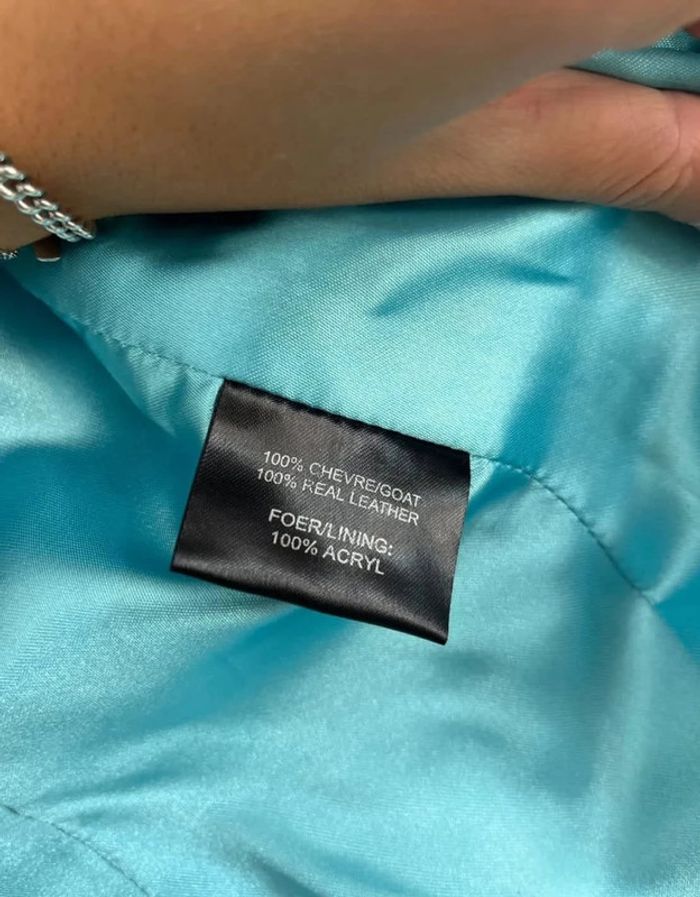 100% CHEVRE/GOAT
100% REAL LEATHER
FOER/LINING:
100% ACRYL